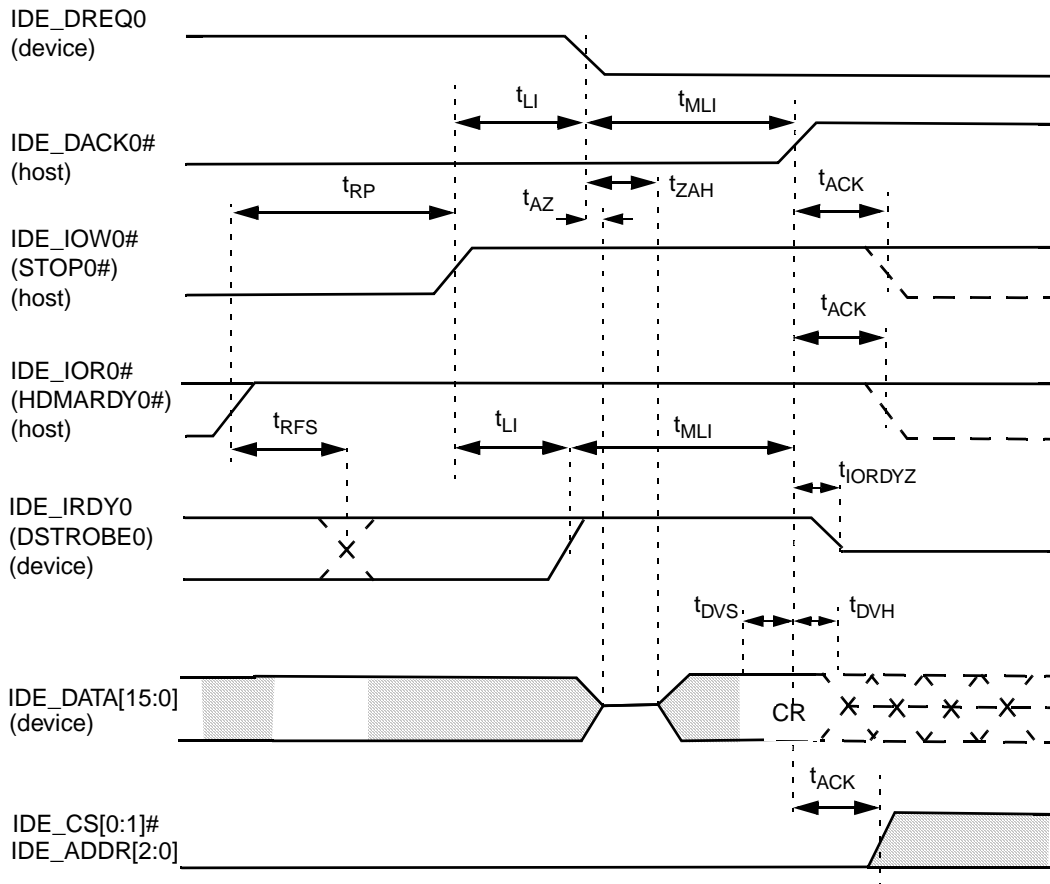 IDE_DREQ0
(device)
tLI
tMLI
IDE_DACK0#
(host)
tRP
tAZ
tZAH
tACK
IDE_IOW0#
(STOP0#)
(host)
tACK
IDE_IOR0#
(HDMARDY0#)
(host)
tRFS
tLI
tMLI
tIORDYZ
IDE_IRDY0
(DSTROBE0)
(device)
tDVS
tDVH
IDE_DATA[15:0]
(device)
CR
tACK
IDE_CS[0:1]#
IDE_ADDR[2:0]